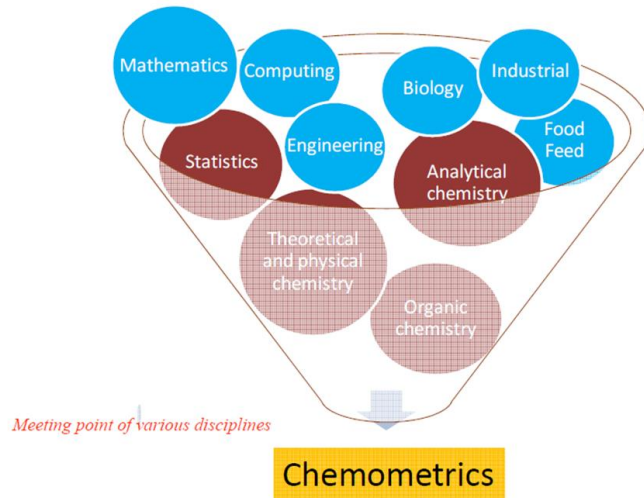 Mathematics
Computing
Biology
Industrial
Statistics
Engineering
Analytical
chemistry
Food
Feed
Theoretical
and physical
chemistry
Organic
chemistry
Meeting point of various disciplines
Chemometrics